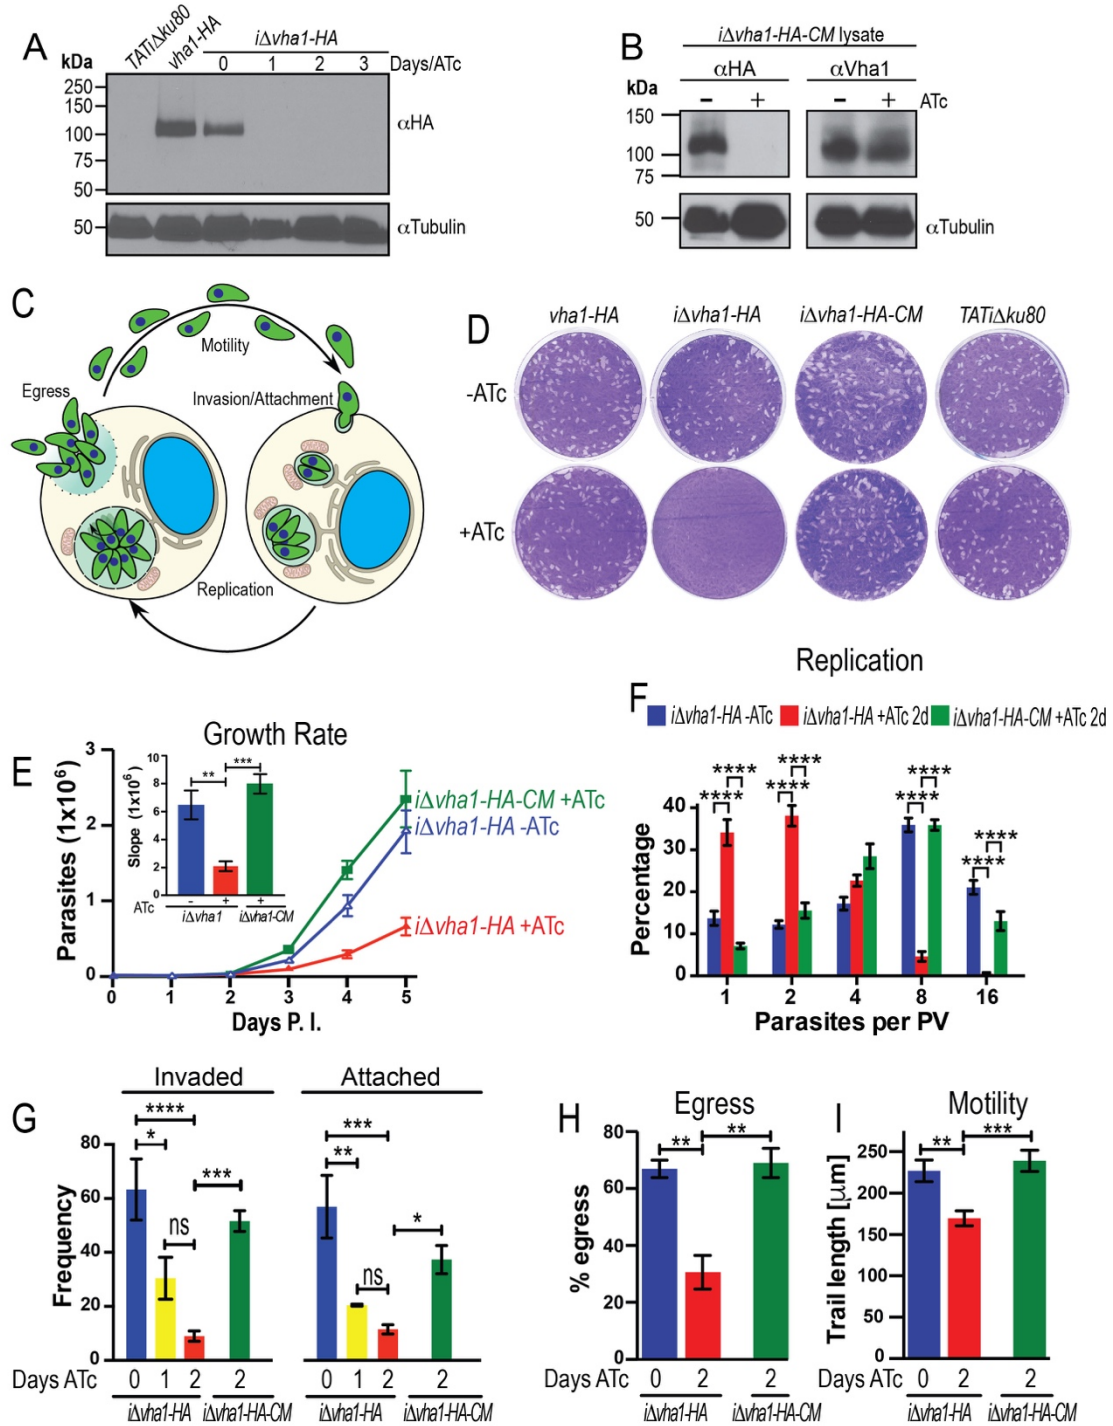 A
TATiΔku80
vha1-HA
iΔvha1-HA
kDa
0 1 2 3 Days/ATc
250
150
100
75
50
αHA
50
αTubulin
B
iΔvha1-HA-CM lysate
αHA αVha1
kDa
– + – + ATc
150
100
75
50
αTubulin
C
Motility
Egress
Invasion/Attachment
Replication
D
vha1-HA iΔvha1-HA iΔvha1-HA-CM TATiΔku80
-ATc
+ATc
E
Growth Rate
Parasites (1x10⁶)
3
2
1
0
0 1 2 3 4 5
Days P. I.
iΔvha1-HA-CM +ATc
iΔvha1-HA -ATc
iΔvha1-HA +ATc
Slope (1x10⁶)
10
8
6
4
2
0
** ***
ATc - + +
iΔvha1 iΔvha1-CM
Replication
F
iΔvha1-HA -ATc iΔvha1-HA +ATc 2d iΔvha1-HA-CM +ATc 2d
Percentage
40
30
20
10
0
**** ****
**** ****
**** ****
**** ****
1 2 4 8 16
Parasites per PV
G
Invaded Attached
Frequency
80
60
40
20
0
****
*
***
ns
***
**
*
ns
Days ATc 0 1 2 2 0 1 2 2
iΔvha1-HA iΔvha1-HA-CM iΔvha1-HA iΔvha1-HA-CM
H
Egress
% egress
80
60
40
20
0
** **
0 2 2
Days ATc
iΔvha1-HA iΔvha1-HA-CM
I
Motility
Trail length [μm]
250
200
150
100
50
0
** ***
0 2 2
Days ATc
iΔvha1-HA iΔvha1-HA-CM